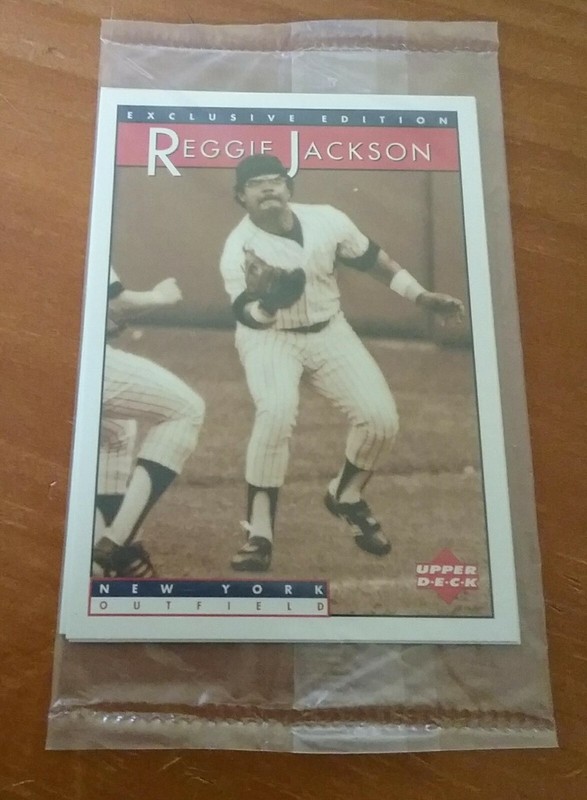 EXCLUSIVE EDITION
REGGIE JACKSON
UPPER
D·E·C·K
NEW YORK
OUTFIELD